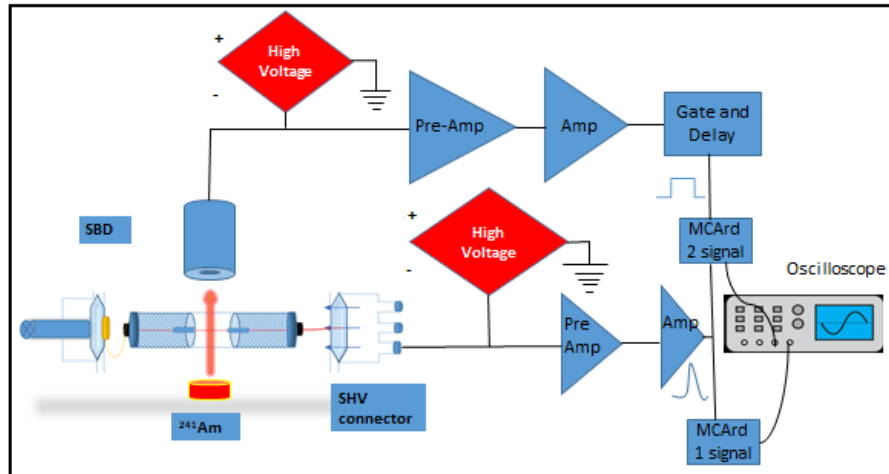 +
High
Voltage
-
Pre-Amp
Amp
Gate and
Delay
SBD
+
High
Voltage
-
MCArd
2 signal
Oscilloscope
Pre
Amp
Amp
241Am
SHV
connector
MCArd
1 signal